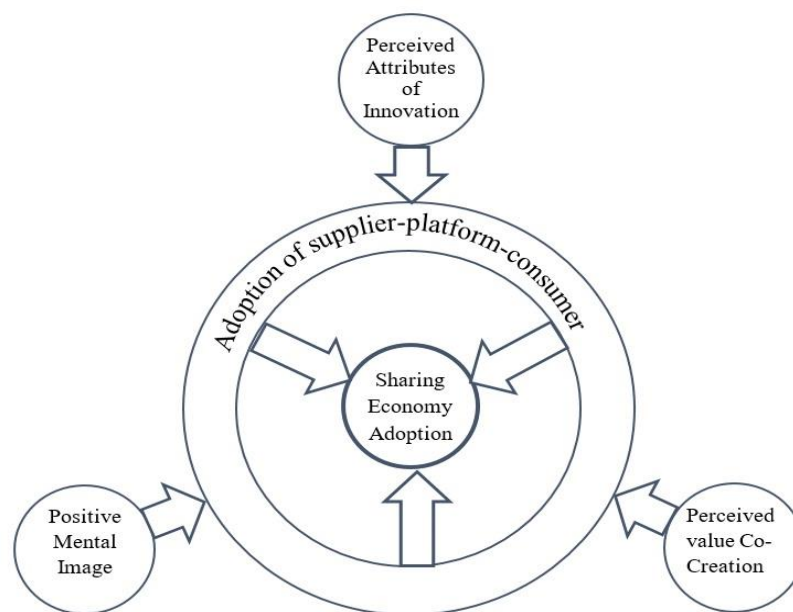 Perceived
Attributes
of
Innovation
Adoption of supplier-platform-consumer
Sharing
Economy
Adoption
Positive
Mental
Image
Perceived
value Co-
Creation